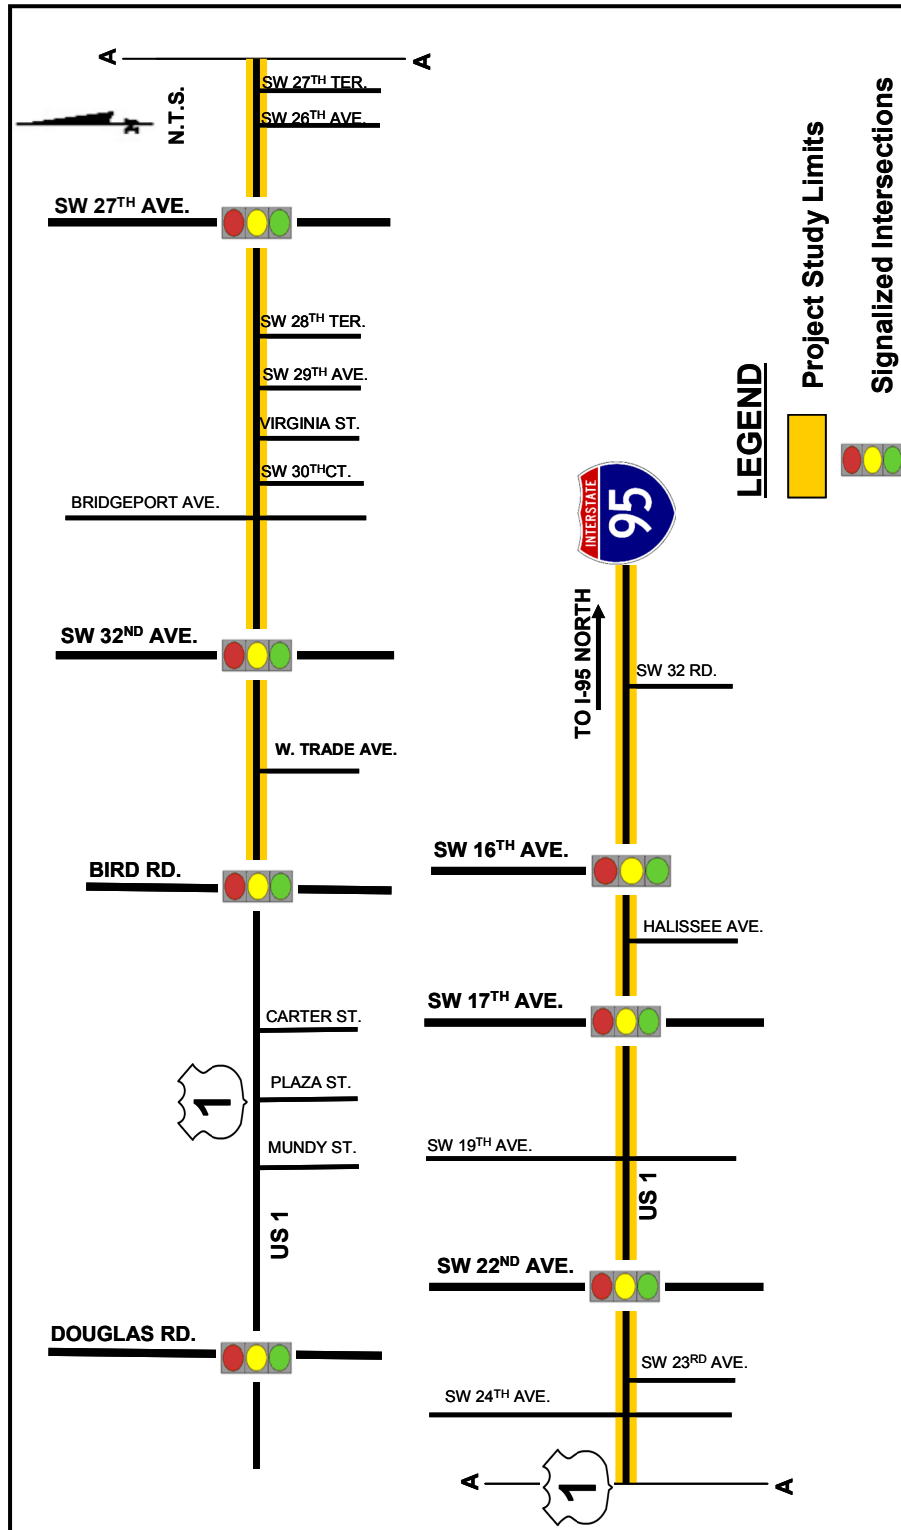 A
A
SW 27TH TER.
SW 26TH AVE.
N
N.T.S.
SW 27TH AVE.
SW 28TH TER.
SW 29TH AVE.
VIRGINIA ST.
SW 30THCT.
BRIDGEPORT AVE.
SW 32ND AVE.
W. TRADE AVE.
BIRD RD.
CARTER ST.
1
PLAZA ST.
MUNDY ST.
US 1
DOUGLAS RD.
LEGEND
Project Study Limits
Signalized Intersections
INTERSTATE
95
TO I-95 NORTH
SW 32 RD.
SW 16TH AVE.
HALISSEE AVE.
SW 17TH AVE.
SW 19TH AVE.
US 1
SW 22ND AVE.
SW 23RD AVE.
SW 24TH AVE.
A
1
A